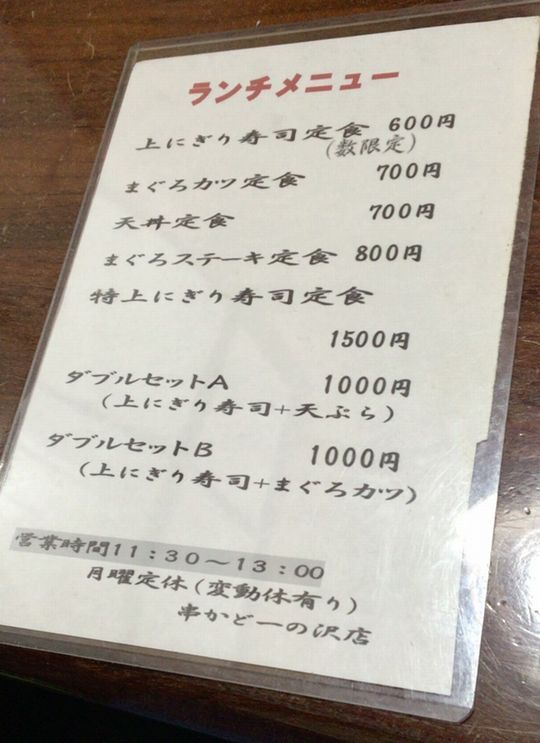 ランチメニュー
上にぎり寿司定食 600円
(数限定)
まぐろカツ定食 700円
天丼定食 700円
まぐろステーキ定食 800円
特上にぎり寿司定食
1500円
ダブルセットA 1000円
(上にぎり寿司+天ぷら)
ダブルセットB 1000円
(上にぎり寿司+まぐろカツ)
営業時間11:30～13:00
月曜定休(変動休有り)
串かど一の沢店